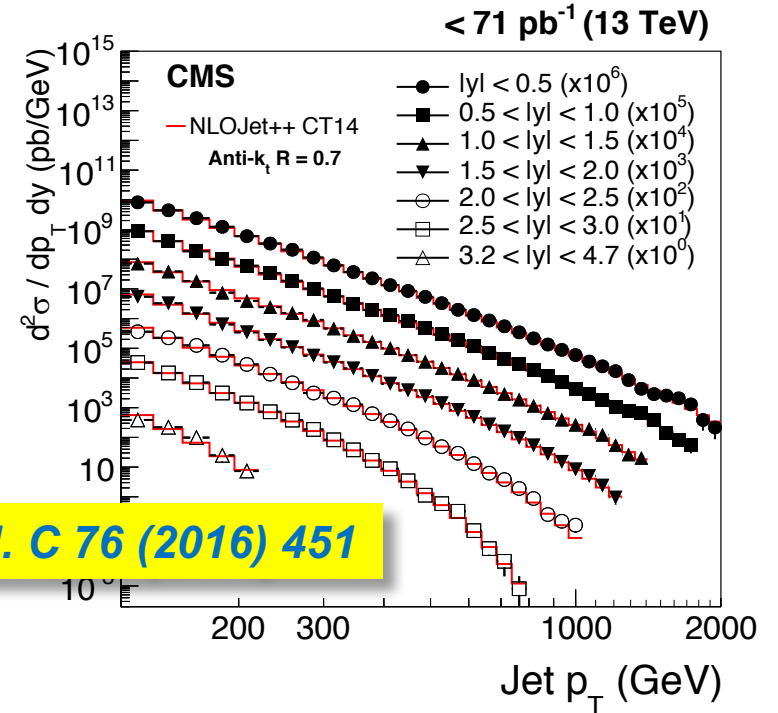 < 71 pb⁻¹ (13 TeV)
CMS
NLOJet++ CT14
Anti-kₜ R = 0.7
|y| < 0.5 (x10⁶)
0.5 < |y| < 1.0 (x10⁵)
1.0 < |y| < 1.5 (x10⁴)
1.5 < |y| < 2.0 (x10³)
2.0 < |y| < 2.5 (x10²)
2.5 < |y| < 3.0 (x10¹)
3.2 < |y| < 4.7 (x10⁰)
d²σ / dp_T dy (pb/GeV)
10¹⁵
10¹³
10¹¹
10⁹
10⁷
10⁵
10³
10
. C 76 (2016) 451
200 300 1000 2000
Jet p_T (GeV)